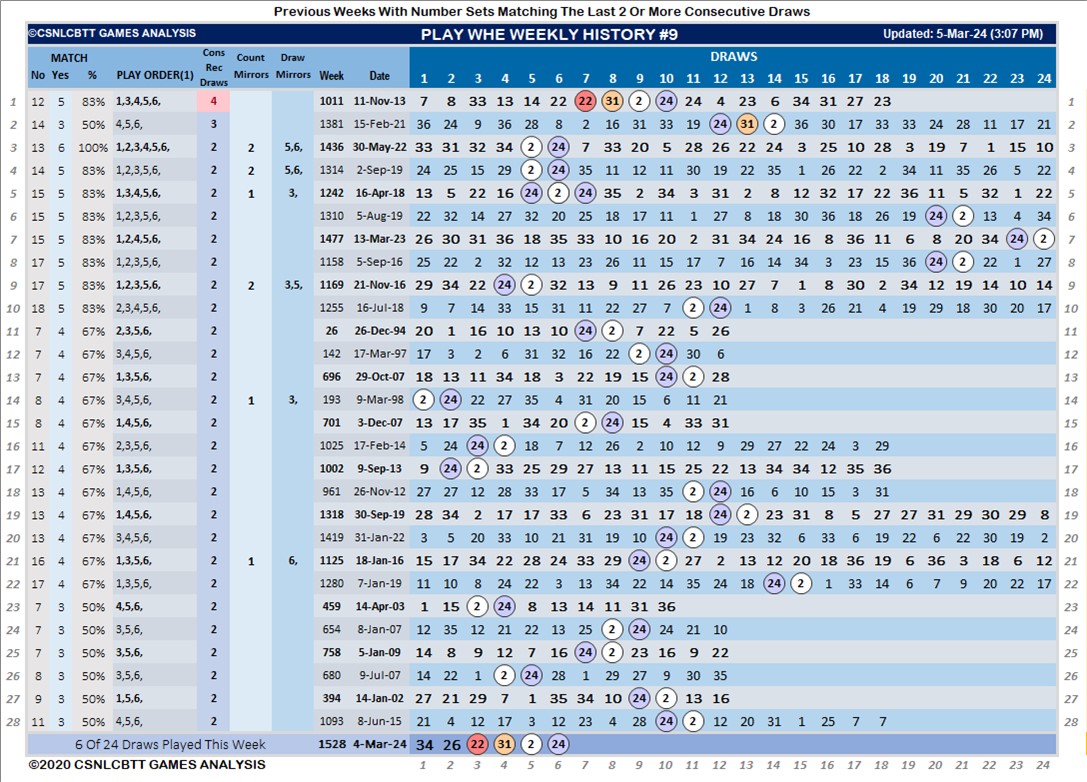 Previous Weeks With Number Sets Matching The Last 2 Or More Consecutive Draws
©CSNLCBTT GAMES ANALYSIS PLAY WHE WEEKLY HISTORY #9 Updated: 5-Mar-24 (3:07 PM)
MATCH Cons Rec Draws Count Mirrors Draw Mirrors Week Date DRAWS
No Yes % PLAY ORDER(1) 1 2 3 4 5 6 7 8 9 10 11 12 13 14 15 16 17 18 19 20 21 22 23 24
1 12 5 83% 1,3,4,5,6, 4 1011 11-Nov-13 7 8 33 13 14 22 22 31 2 24 24 4 23 6 34 31 27 23 1
2 14 3 50% 4,5,6, 3 1381 15-Feb-21 36 24 9 36 28 8 2 16 31 33 19 24 31 2 36 30 17 33 33 24 28 11 17 21 2
3 13 6 100% 1,2,3,4,5,6, 2 2 5,6, 1436 30-May-22 33 31 32 34 2 24 7 33 20 5 28 26 22 24 3 25 10 28 3 19 7 1 15 10 3
4 14 5 83% 1,2,3,5,6, 2 2 5,6, 1314 2-Sep-19 24 25 15 29 2 24 35 11 12 11 30 19 22 35 1 26 22 2 34 11 35 26 5 22 4
5 15 5 83% 1,3,4,5,6, 2 1 3, 1242 16-Apr-18 13 5 22 16 24 2 24 35 2 34 3 31 2 8 12 32 17 22 36 11 5 32 1 22 5
6 15 5 83% 1,2,3,5,6, 2 1310 5-Aug-19 22 32 14 27 32 20 25 18 17 11 1 27 8 18 30 36 18 26 19 24 2 13 4 34 6
7 15 5 83% 1,2,4,5,6, 2 1477 13-Mar-23 26 30 31 36 18 35 33 10 16 20 2 31 34 24 16 8 36 11 6 8 20 34 24 2 7
8 17 5 83% 1,2,3,5,6, 2 1158 5-Sep-16 25 22 2 32 12 13 23 26 11 15 17 7 16 14 34 3 23 15 36 24 2 22 1 27 8
9 17 5 83% 1,2,3,5,6, 2 2 3,5, 1169 21-Nov-16 29 34 22 24 2 32 13 9 11 26 23 10 27 7 1 8 30 2 34 12 19 14 10 14 9
10 18 5 83% 2,3,4,5,6, 2 1255 16-Jul-18 9 7 14 33 15 31 11 22 27 7 2 24 1 8 3 26 21 4 19 29 28 30 20 17 10
11 7 4 67% 2,3,5,6, 2 26 26-Dec-94 20 1 16 10 13 10 24 2 7 22 5 26 11
12 7 4 67% 3,4,5,6, 2 142 17-Mar-97 17 3 2 6 31 32 16 22 2 24 30 6 12
13 7 4 67% 1,3,5,6, 2 696 29-Oct-07 18 13 11 34 18 3 22 19 15 24 2 28 13
14 8 4 67% 3,4,5,6, 2 1 3, 193 9-Mar-98 2 24 22 27 35 4 31 20 15 6 11 21 14
15 8 4 67% 1,4,5,6, 2 701 3-Dec-07 15 17 35 1 34 20 2 24 15 4 33 31 15
16 11 4 67% 2,3,5,6, 2 1025 17-Feb-14 5 24 24 2 18 7 12 26 2 10 12 9 29 27 22 24 3 29 16
17 12 4 67% 1,3,5,6, 2 1002 9-Sep-13 9 24 2 33 25 29 27 13 11 15 25 22 13 34 34 12 35 36 17
18 13 4 67% 1,4,5,6, 2 961 26-Nov-12 27 27 12 28 33 17 5 34 13 35 2 24 16 6 10 15 3 31 18
19 13 4 67% 1,4,5,6, 2 1318 30-Sep-19 28 34 2 17 17 33 6 23 31 17 18 24 2 23 31 8 5 27 27 31 29 30 29 8 19
20 13 4 67% 3,4,5,6, 2 1419 31-Jan-22 3 5 20 33 10 21 31 19 10 24 2 19 23 32 6 33 6 19 22 6 22 30 19 2 20
21 16 4 67% 1,3,5,6, 2 1 6, 1125 18-Jan-16 15 17 34 22 28 24 33 29 24 2 27 2 13 12 20 18 36 19 6 36 3 18 6 12 21
22 17 4 67% 1,3,5,6, 2 1280 7-Jan-19 11 10 8 24 22 3 13 34 22 14 35 24 18 24 2 1 33 14 6 7 9 20 22 17 22
23 7 3 50% 4,5,6, 2 459 14-Apr-03 1 15 2 24 8 13 14 11 31 36 23
24 7 3 50% 3,5,6, 2 654 8-Jan-07 12 35 12 21 22 13 25 2 24 24 21 10 24
25 7 3 50% 3,5,6, 2 758 5-Jan-09 14 8 9 12 7 16 24 2 23 16 9 22 25
26 8 3 50% 3,5,6, 2 680 9-Jul-07 14 22 1 2 24 28 1 29 27 9 30 35 26
27 9 3 50% 1,5,6, 2 394 14-Jan-02 27 21 29 7 1 35 34 10 24 2 13 16 27
28 11 3 50% 4,5,6, 2 1093 8-Jun-15 21 4 12 17 3 12 23 4 28 24 2 12 20 31 1 25 7 7 28
6 Of 24 Draws Played This Week 1528 4-Mar-24 34 26 22 31 2 24
©2020 CSNLCBTT GAMES ANALYSIS 1 2 3 4 5 6 7 8 9 10 11 12 13 14 15 16 17 18 19 20 21 22 23 24